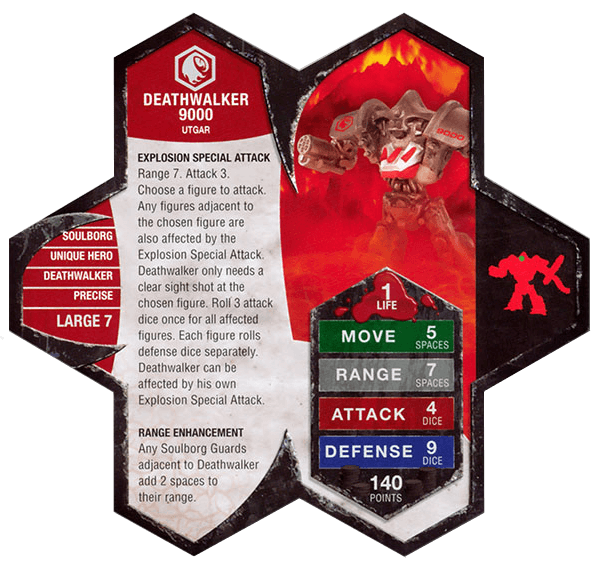 DEATHWALKER
9000
UTGAR
EXPLOSION SPECIAL ATTACK
Range 7. Attack 3.
Choose a figure to attack.
Any figures adjacent to
the chosen figure are
also affected by the
Explosion Special Attack.
Deathwalker only needs a
clear sight shot at the
chosen figure. Roll 3 attack
dice once for all affected
figures. Each figure rolls
defense dice separately.
Deathwalker can be
affected by his own
Explosion Special Attack.
RANGE ENHANCEMENT
Any Soulborg Guards
adjacent to Deathwalker
add 2 spaces to
their range.
SOULBORG
UNIQUE HERO
DEATHWALKER
PRECISE
LARGE 7
9000
1
LIFE
MOVE 5
SPACES
RANGE 7
SPACES
ATTACK 4
DICE
DEFENSE 9
DICE
140
POINTS